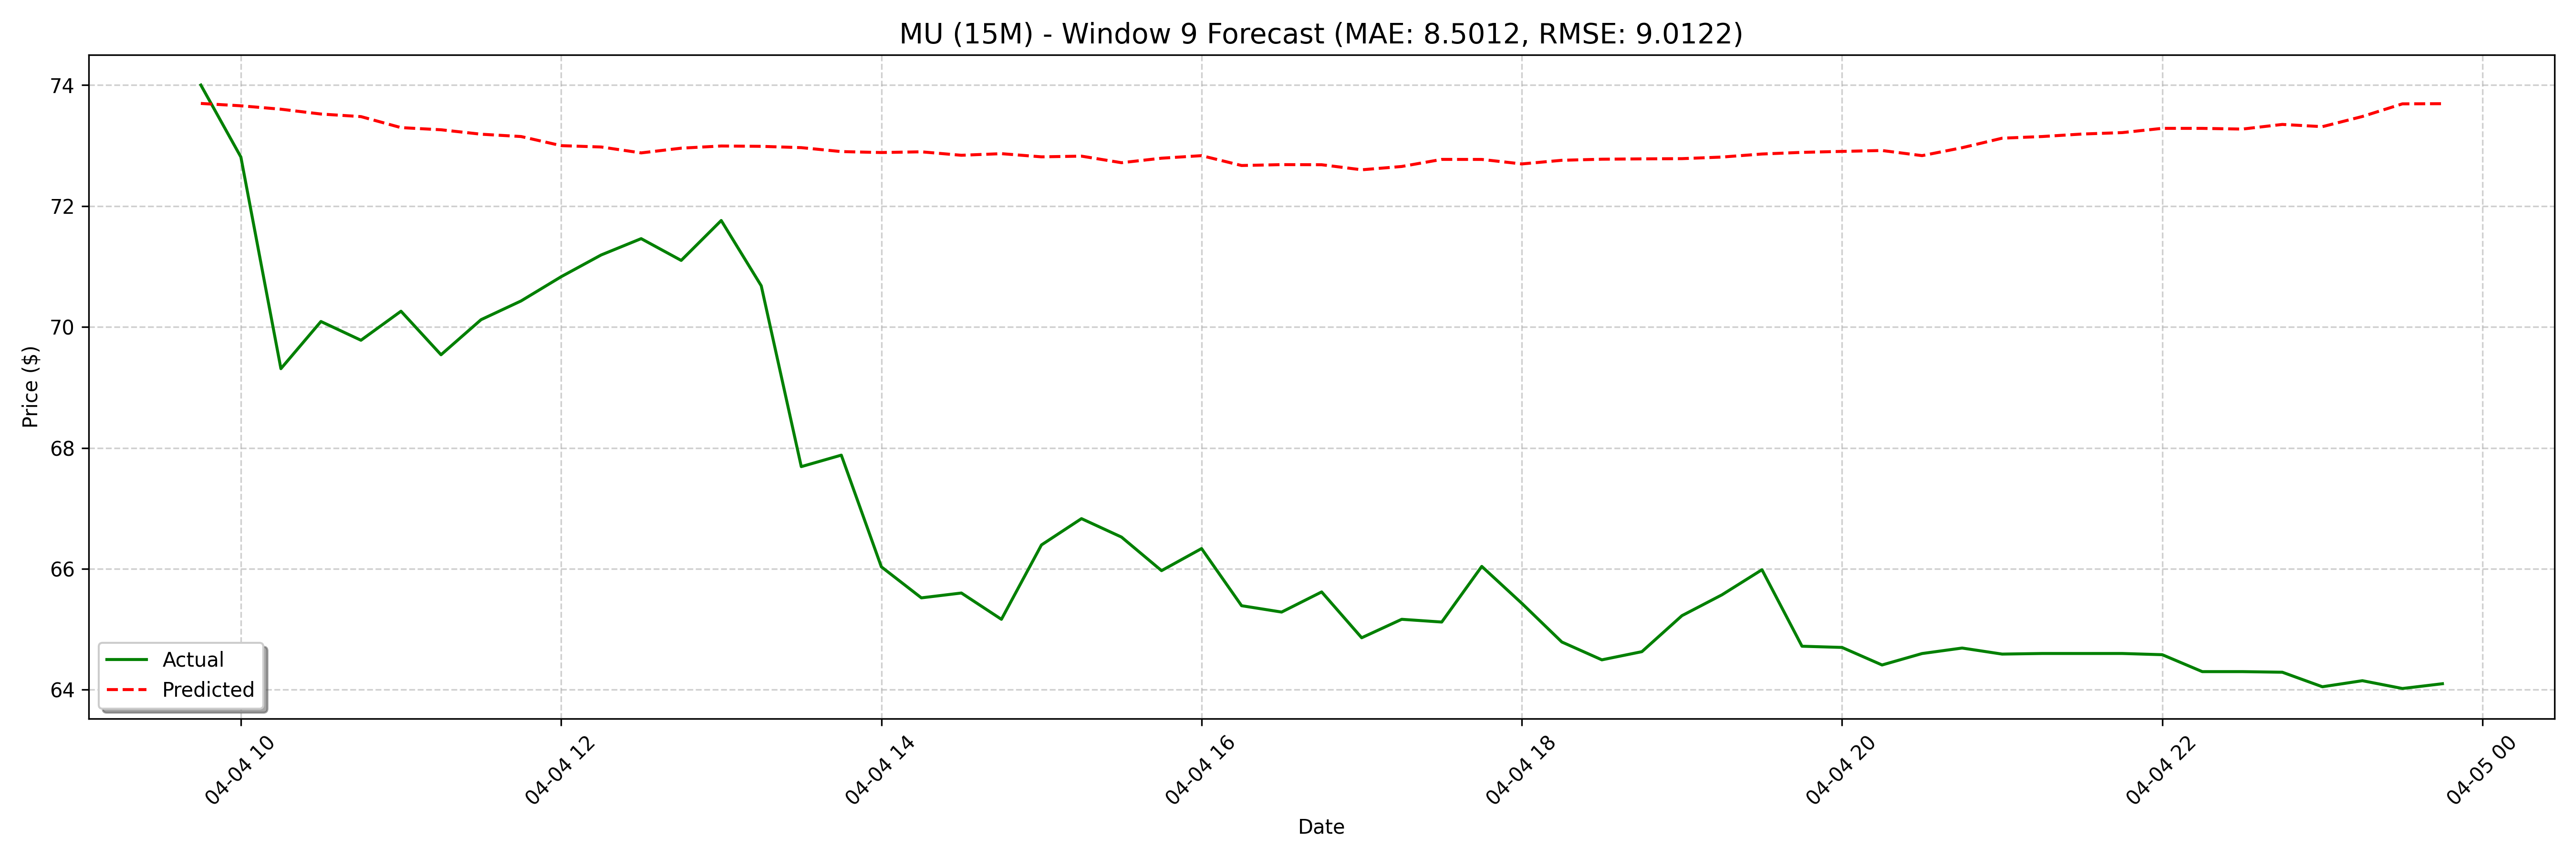 MU (15M) - Window 9 Forecast (MAE: 8.5012, RMSE: 9.0122)
Price ($)
74
72
70
68
66
64
Actual
Predicted
04-04 10
04-04 12
04-04 14
04-04 16
04-04 18
04-04 20
04-04 22
04-05 00
Date